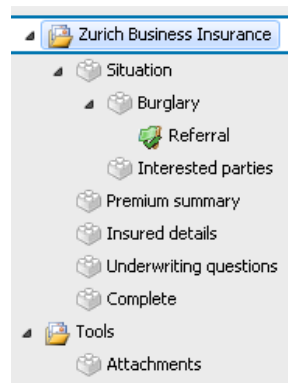 Zurich Business Insurance
Situation
Burglary
Referral
Interested parties
Premium summary
Insured details
Underwriting questions
Complete
Tools
Attachments